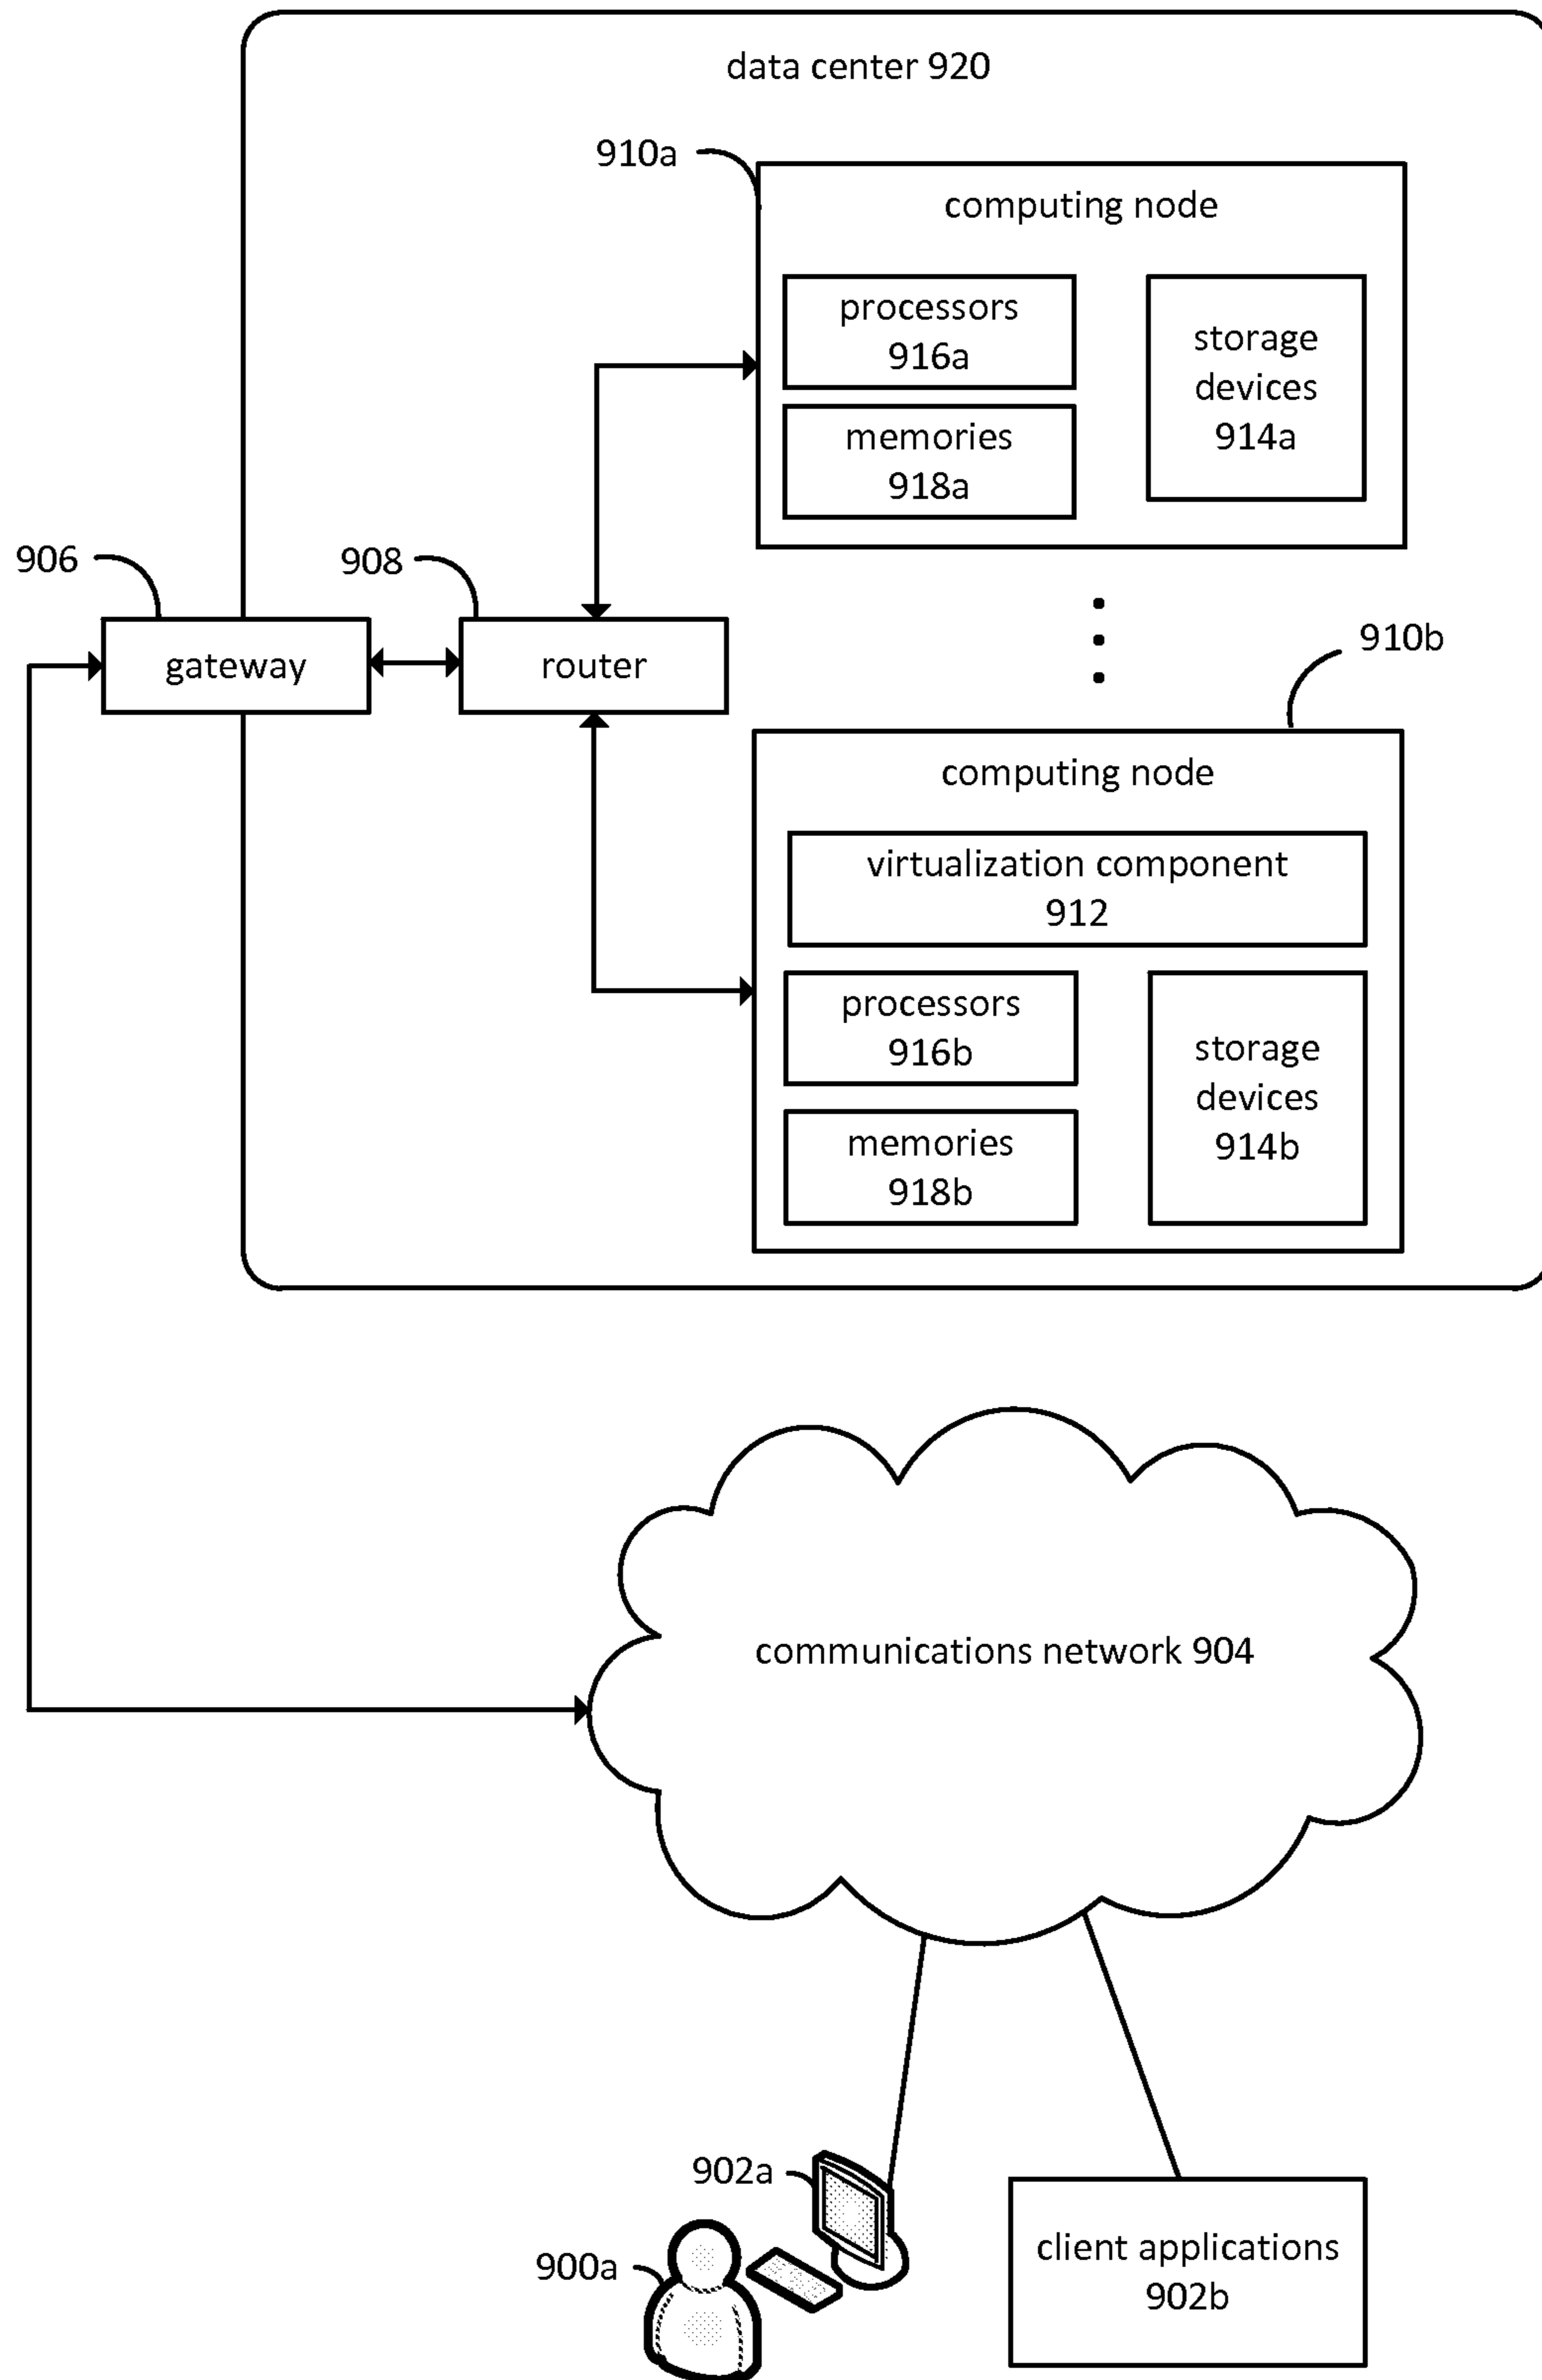 data center 920
910a
computing node
processors
916a
memories
918a
storage
devices
914a
906
908
gateway
router
910b
computing node
virtualization component
912
processors
916b
memories
918b
storage
devices
914b
communications network 904
902a
900a
client applications
902b